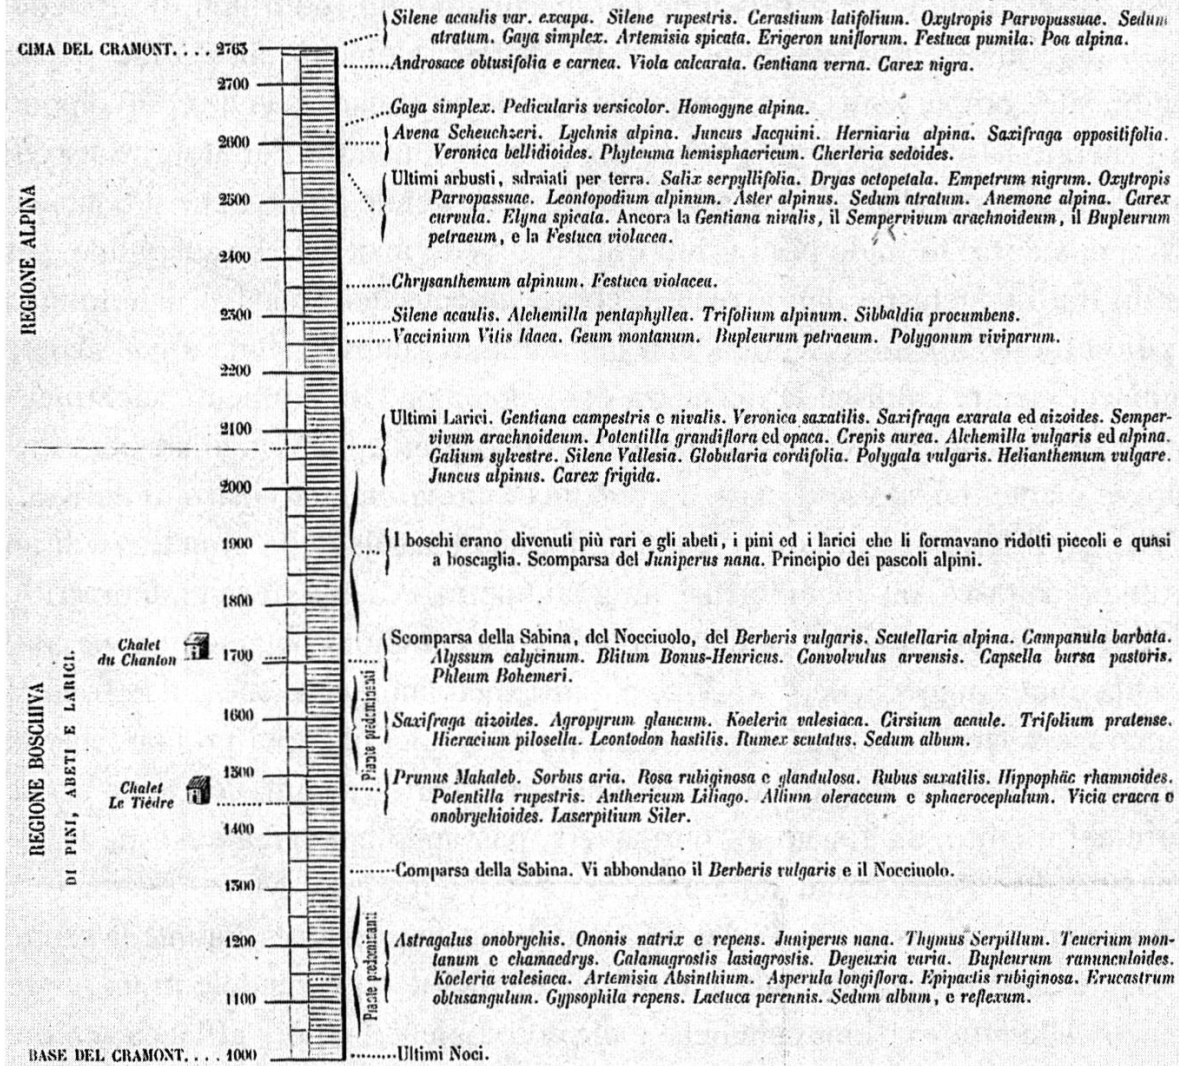 Silene acaulis var. excapa. Silene rupestris. Cerastium latifolium. Oxytropis Parvopassuae. Sedum
atratum. Gaya simplex. Artemisia spicata. Erigeron uniflorum. Festuca pumila. Poa alpina.
CIMA DEL CRAMONT.... 2763
Androsace obtusifolia e carnea. Viola calcarata. Gentiana verna. Carex nigra.
2700
Gaya simplex. Pedicularis versicolor. Homogyne alpina.
Avena Scheuchzeri. Lychnis alpina. Juncus Jacquini. Herniaria alpina. Saxifraga oppositifolia.
2600
Veronica bellidioides. Phyteuma hemisphaericum. Cherleria sedoides.
REGIONE ALPINA
Ultimi arbusti, sdraiati per terra. Salix serpyllifolia. Dryas octopetala. Empetrum nigrum. Oxytropis
2500
Parvopassuae. Leontopodium alpinum. Aster alpinus. Sedum atratum. Anemone alpina. Carex
curvula. Elyna spicata. Ancora la Gentiana nivalis, il Sempervivum arachnoideum, il Bupleurum
petraeum, e la Festuca violacea.
2400
Chrysanthemum alpinum. Festuca violacea.
2300
Silene acaulis. Alchemilla pentaphyllea. Trifolium alpinum. Sibbaldia procumbens.
Vaccinium Vitis Idaea. Geum montanum. Bupleurum petraeum. Polygonum viviparum.
2200
Ultimi Larici. Gentiana campestris e nivalis. Veronica saxatilis. Saxifraga exarata ed aizoides. Semper-
2100
vivum arachnoideum. Potentilla grandiflora ed opaca. Crepis aurea. Alchemilla vulgaris ed alpina.
Galium sylvestre. Silene Vallesia. Globularia cordifolia. Polygala vulgaris. Helianthemum vulgare.
Juncus alpinus. Carex frigida.
2000
I boschi erano divenuti più rari e gli abeti, i pini ed i larici che li formavano ridotti piccoli e quasi
1900
a boscaglia. Scomparsa del Juniperus nana. Principio dei pascoli alpini.
1800
Chalet
du Chanton
Scomparsa della Sabina, del Nocciuolo, del Berberis vulgaris. Scutellaria alpina. Campanula barbata.
1700
Alyssum calycinum. Blitum Bonus-Henricus. Convolvulus arvensis. Capsella bursa pastoris.
Phleum Bohemeri.
REGIONE BOSCHIVA
DI PINI, ABETI E LARICI.
Piante predominenti
1600
Saxifraga aizoides. Agropyrum glaucum. Koeleria valesiaca. Cirsium acaule. Trifolium pratense.
Hieracium pilosella. Leontodon hastilis. Rumex scutatus. Sedum album.
1500
Chalet
Le Tièdre
Prunus Mahaleb. Sorbus aria. Rosa rubiginosa e glandulosa. Rubus saxatilis. Hippophäe rhamnoides.
Potentilla rupestris. Anthericum Liliago. Allium oleraceum e sphaerocephalum. Vicia cracca e
onobrychioides. Laserpitium Siler.
1400
Comparsa della Sabina. Vi abbondano il Berberis vulgaris e il Nocciuolo.
1300
Piante predominanti
1200
Astragalus onobrychis. Ononis natrix e repens. Juniperus nana. Thymus Serpillum. Teucrium mon-
tanum e chamaedrys. Calamagrostis lasiagrostis. Deyeuxia varia. Bupleurum ranunculoides.
Koeleria valesiaca. Artemisia Absinthium. Asperula longiflora. Epipactis rubiginosa. Erucastrum
1100
obtusangulum. Gypsophila repens. Lactuca perennis. Sedum album, e reflexum.
BASE DEL CRAMONT.... 1000
Ultimi Noci.